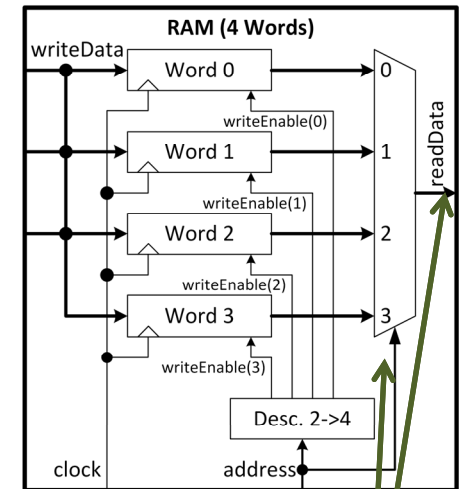 RAM (4 Words)
writeData
Word 0
0
writeEnable(0)
Word 1
1
readData
writeEnable(1)
Word 2
2
writeEnable(2)
Word 3
3
writeEnable(3)
Desc. 2->4
clock
address